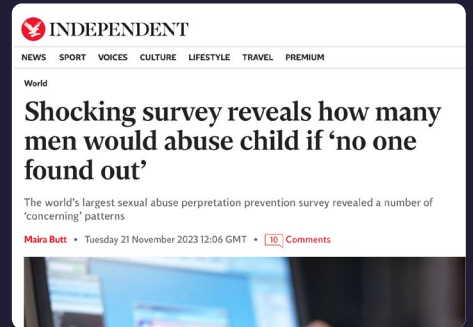 INDEPENDENT
NEWS SPORT VOICES CULTURE LIFESTYLE TRAVEL PREMIUM
World
Shocking survey reveals how many
men would abuse child if ‘no one
found out’
The world's largest sexual abuse perpretation prevention survey revealed a number of
‘concerning’ patterns
Maira Butt • Tuesday 21 November 2023 12:06 GMT • 10 Comments